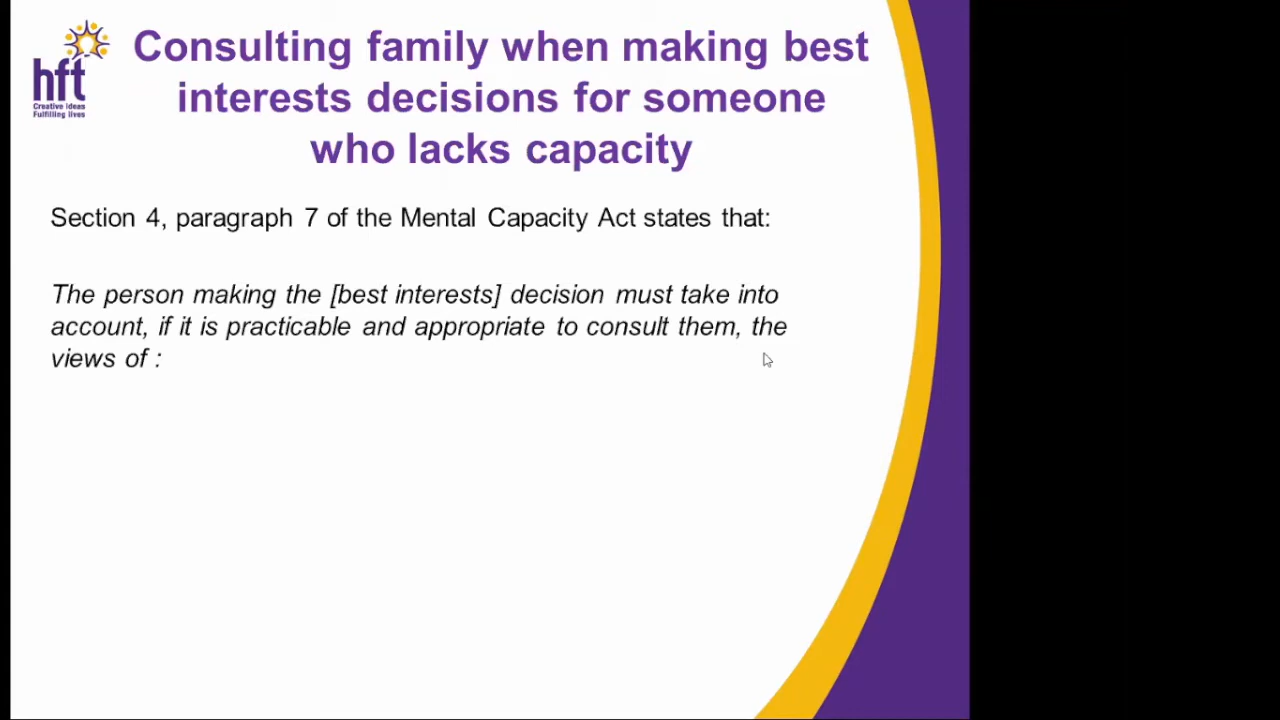 hft
Creative ideas
Fulfilling lives
Consulting family when making best
interests decisions for someone
who lacks capacity
Section 4, paragraph 7 of the Mental Capacity Act states that:
The person making the [best interests] decision must take into
account, if it is practicable and appropriate to consult them, the
views of :